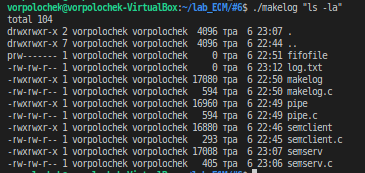 vorpolochek@vorpolochek-VirtualBox:~/lab_ECM/#6$ ./makelog "ls -la"
total 104
drwxrwxr-x 2 vorpolochek vorpolochek 4096 тра 6 23:07 .
drwxrwxr-x 7 vorpolochek vorpolochek 4096 тра 6 22:44 ..
prw------- 1 vorpolochek vorpolochek 0 тра 6 22:51 fifofile
-rw-rw-r-- 1 vorpolochek vorpolochek 0 тра 6 23:12 log.txt
-rwxrwxr-x 1 vorpolochek vorpolochek 17080 тра 6 22:50 makelog
-rw-rw-r-- 1 vorpolochek vorpolochek 594 тра 6 22:50 makelog.c
-rwxrwxr-x 1 vorpolochek vorpolochek 16960 тра 6 22:49 pipe
-rw-rw-r-- 1 vorpolochek vorpolochek 594 тра 6 22:49 pipe.c
-rwxrwxr-x 1 vorpolochek vorpolochek 16880 тра 6 22:46 semclient
-rw-rw-r-- 1 vorpolochek vorpolochek 293 тра 6 22:45 semclient.c
-rwxrwxr-x 1 vorpolochek vorpolochek 17008 тра 6 23:07 semserv
-rw-rw-r-- 1 vorpolochek vorpolochek 405 тра 6 23:06 semserv.c